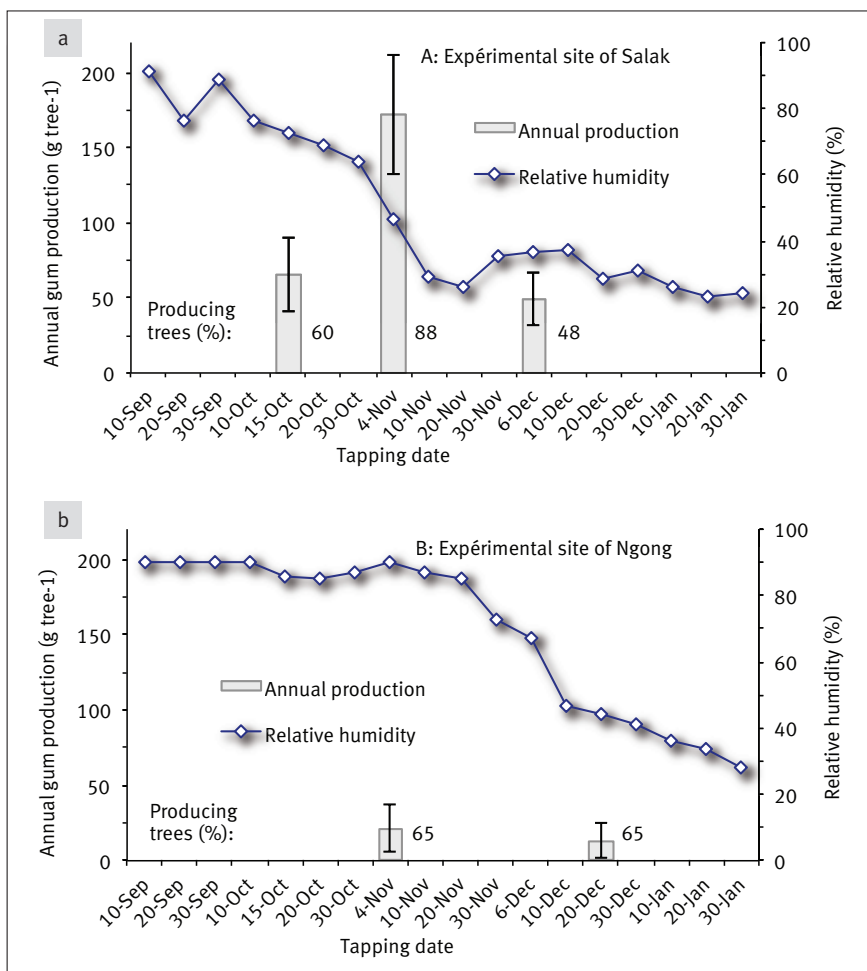 a
A: Expérimental site of Salak
Annual production
Relative humidity
Annual gum production (g tree-1)
200
150
100
50
0
Relative humidity (%)
100
80
60
40
20
0
Producing
trees (%):
60
88
48
10-Sep
20-Sep
30-Sep
10-Oct
15-Oct
20-Oct
30-Oct
4-Nov
10-Nov
20-Nov
30-Nov
6-Dec
10-Dec
20-Dec
30-Dec
10-Jan
20-Jan
30-Jan
Tapping date
b
B: Expérimental site of Ngong
Annual production
Relative humidity
Annual gum production (g tree-1)
200
150
100
50
0
Relative humidity (%)
100
80
60
40
20
0
Producing
trees (%):
65
65
10-Sep
20-Sep
30-Sep
10-Oct
15-Oct
20-Oct
30-Oct
4-Nov
10-Nov
20-Nov
30-Nov
6-Dec
10-Dec
20-Dec
30-Dec
10-Jan
20-Jan
30-Jan
Tapping date